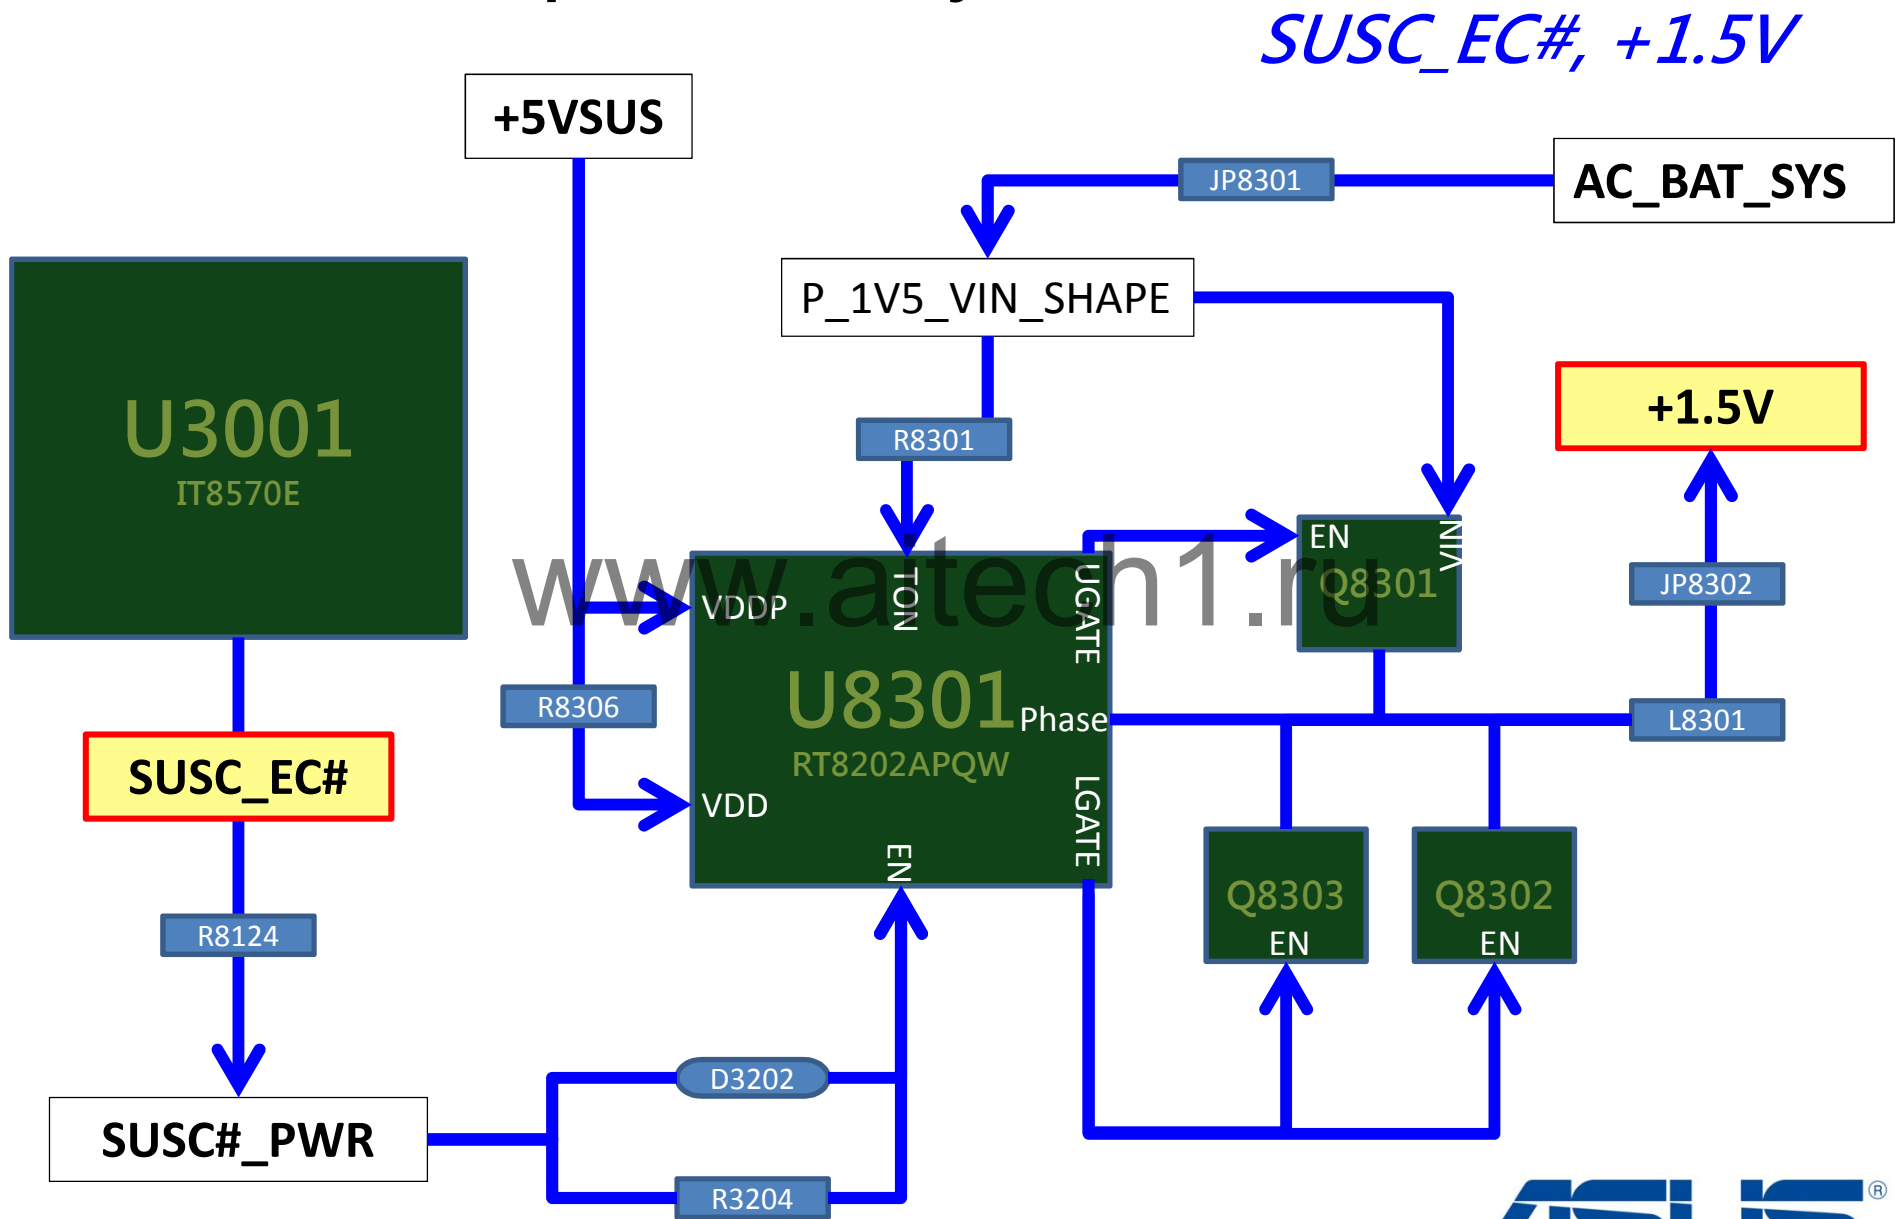 SUSC_EC#, +1.5V
+5VSUS
JP8301
AC_BAT_SYS
P_1V5_VIN_SHAPE
U3001
IT8570E
R8301
+1.5V
EN
VIN
Q8301
www.aitech1.ru
JP8302
VDDP
TON
UGATE
R8306
U8301
RT8202APQW
Phase
L8301
SUSC_EC#
VDD
LGATE
EN
Q8303
EN
Q8302
EN
R8124
D3202
SUSC#_PWR
R3204
ASUS
®